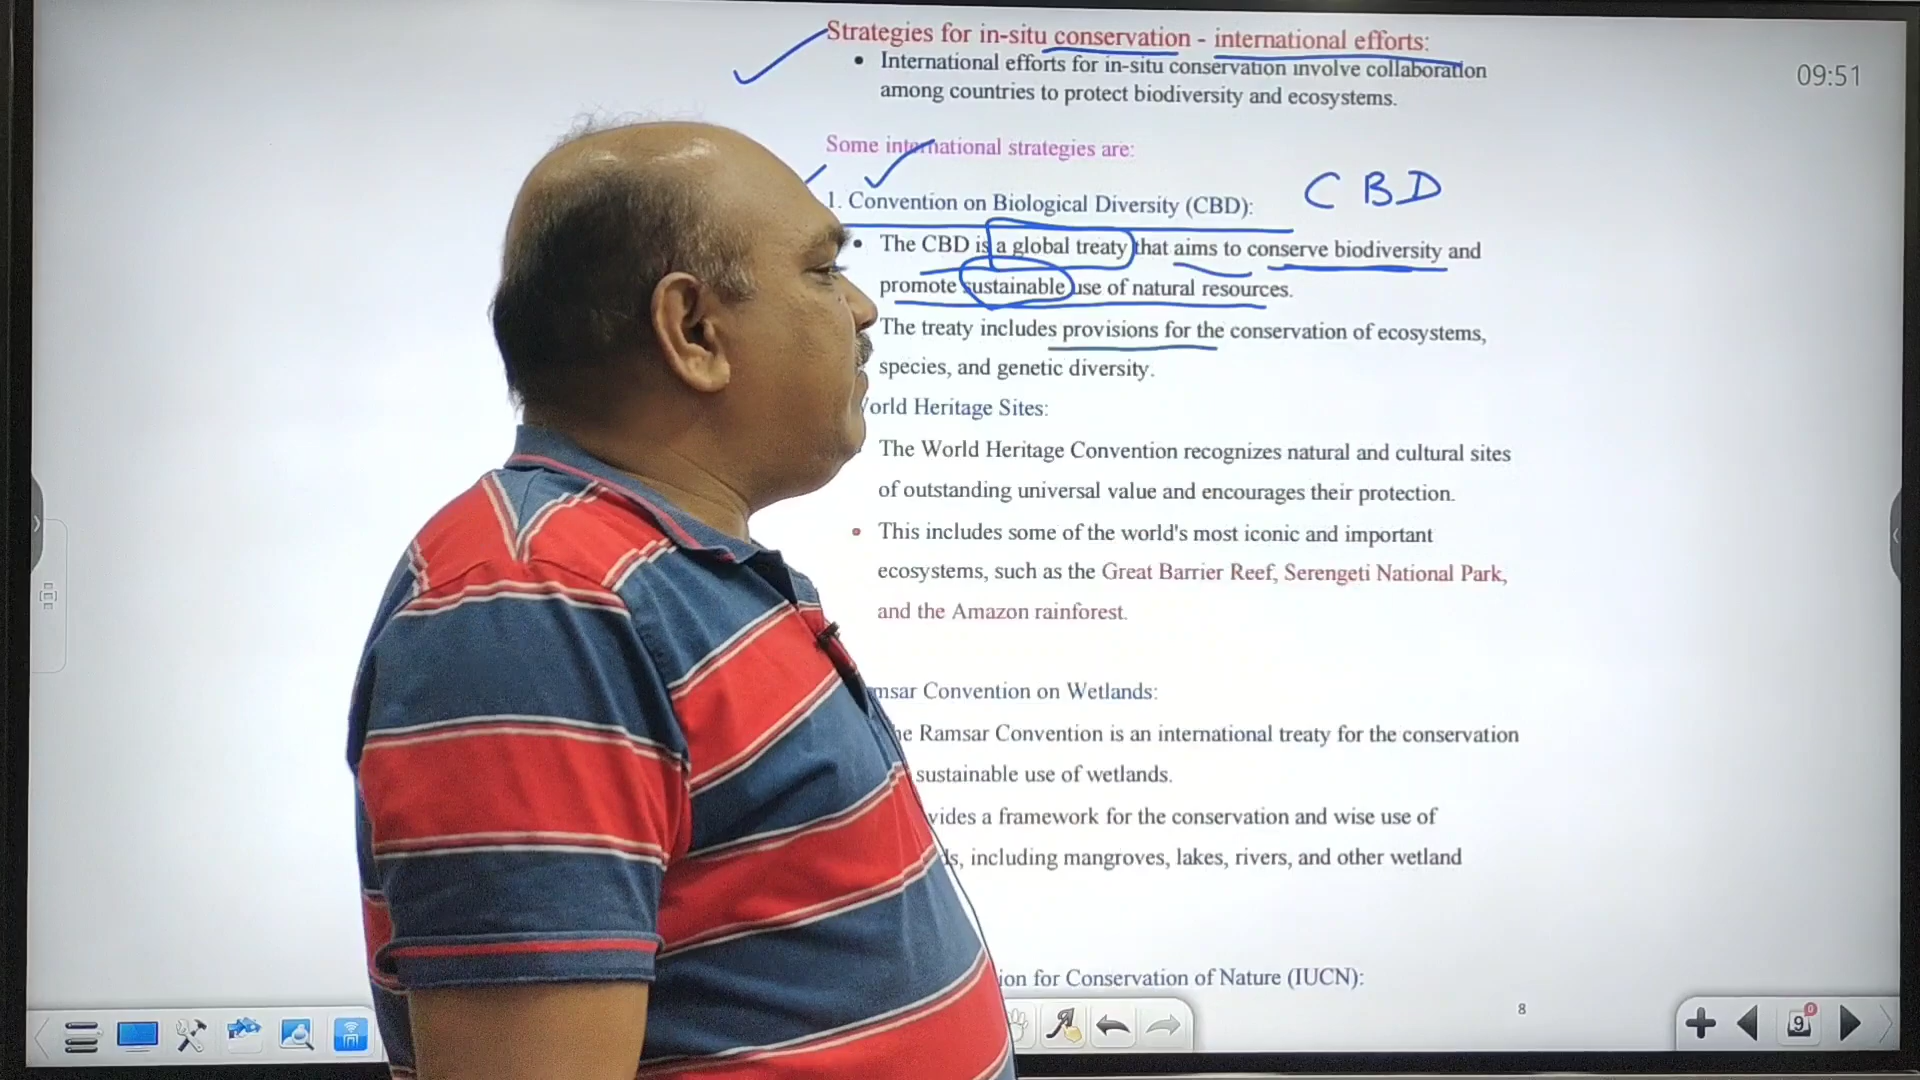 Strategies for in-situ conservation - international efforts:
• International efforts for in-situ conservation involve collaboration
among countries to protect biodiversity and ecosystems.
09:51
Some international strategies are:
1. Convention on Biological Diversity (CBD):
CBD
• The CBD is a global treaty that aims to conserve biodiversity and
promote sustainable use of natural resources.
The treaty includes provisions for the conservation of ecosystems,
species, and genetic diversity.
orld Heritage Sites:
The World Heritage Convention recognizes natural and cultural sites
of outstanding universal value and encourages their protection.
• This includes some of the world's most iconic and important
ecosystems, such as the Great Barrier Reef, Serengeti National Park,
and the Amazon rainforest.
msar Convention on Wetlands:
he Ramsar Convention is an international treaty for the conservation
sustainable use of wetlands.
vides a framework for the conservation and wise use of
ds, including mangroves, lakes, rivers, and other wetland
ion for Conservation of Nature (IUCN):
8
9
0